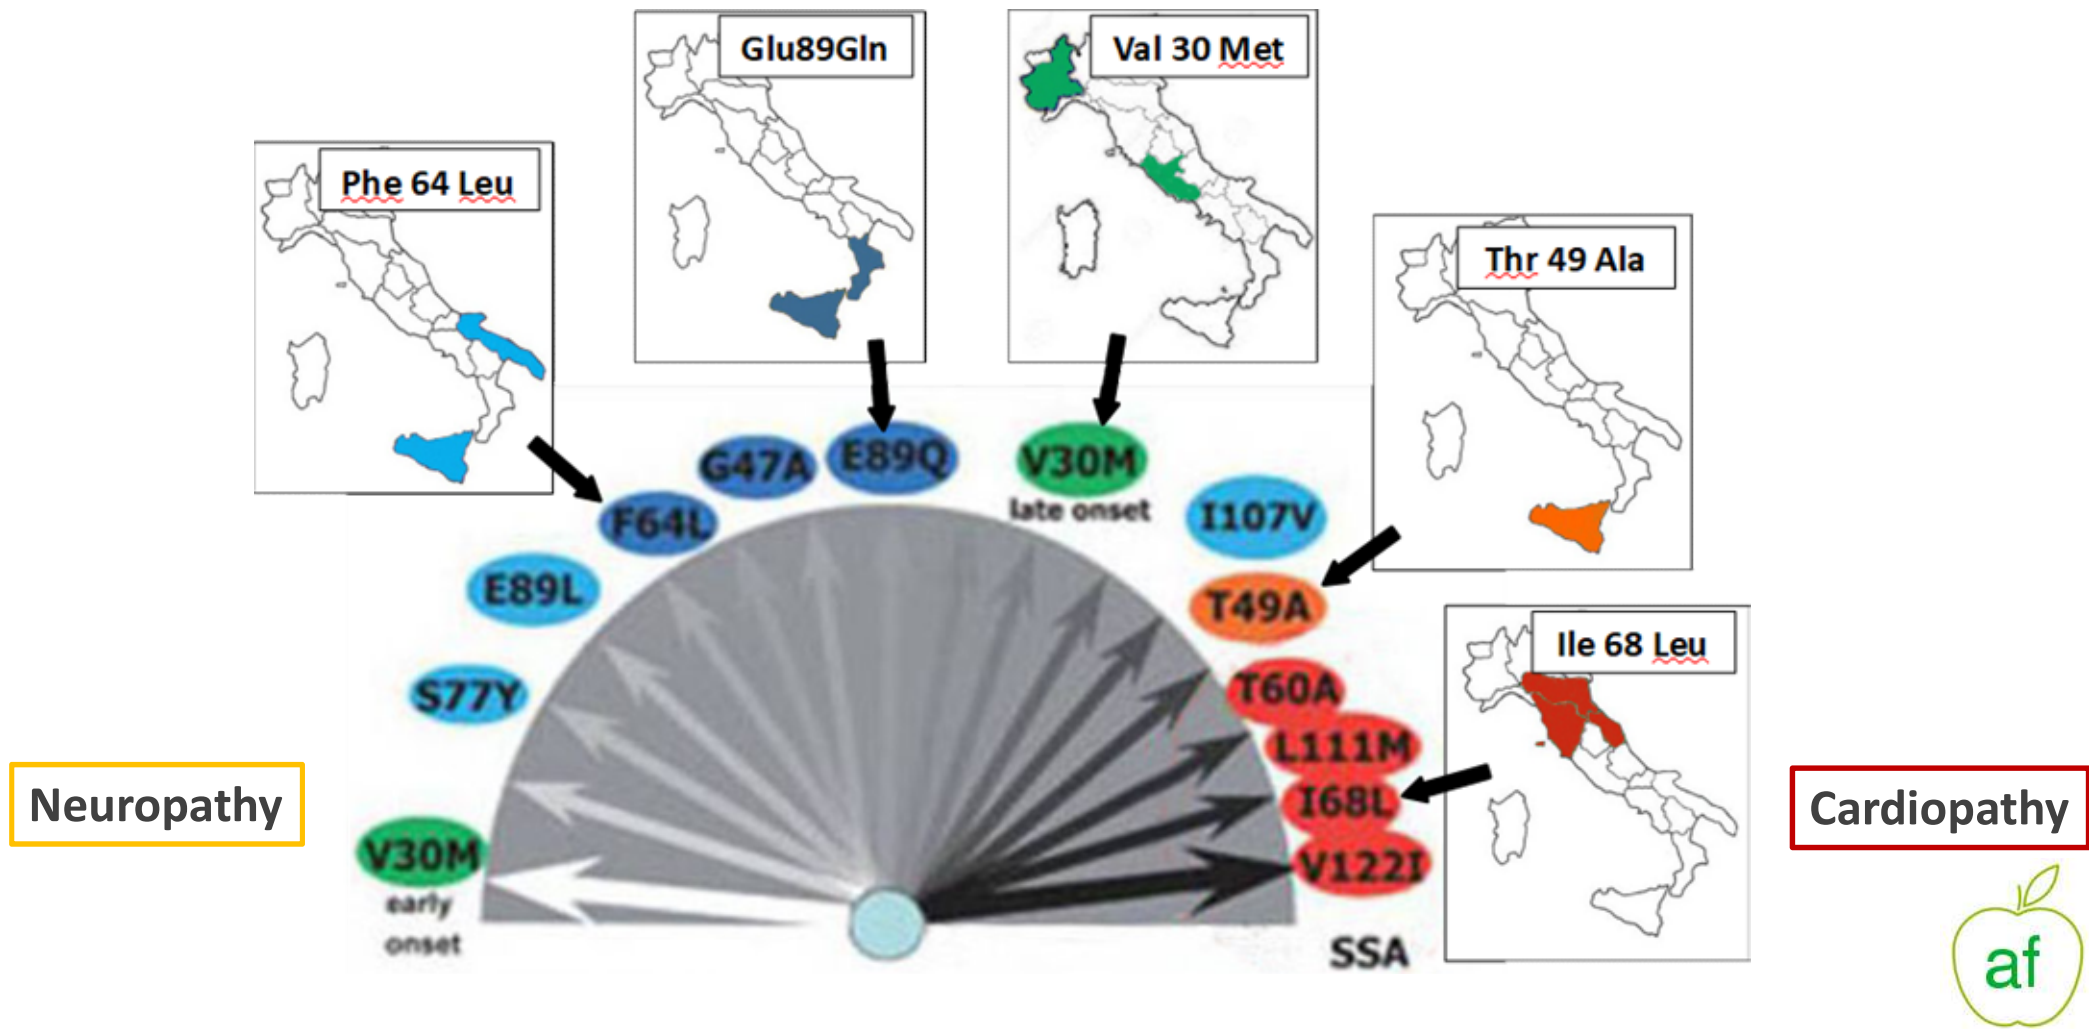 Glu89Gln
Val 30 Met
Phe 64 Leu
Thr 49 Ala
E89Q
V30M
late onset
G47A
I107V
F64L
E89L
T49A
Ile 68 Leu
S77Y
T60A
L111M
Neuropathy
I68L
Cardiopathy
V30M
early
onset
V122I
SSA
af